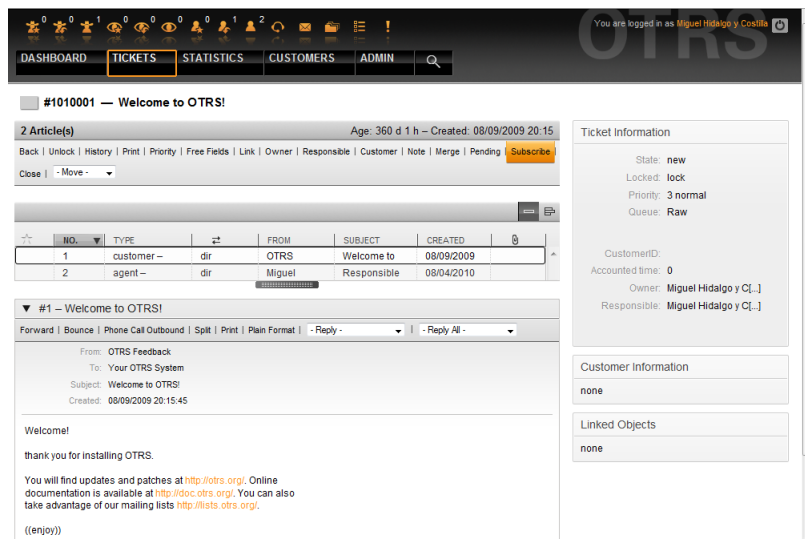 0 0 1 0 0 0 0 1 2
You are logged in as Miguel Hidalgo y Costilla
OTRS
DASHBOARD TICKETS STATISTICS CUSTOMERS ADMIN
#1010001 — Welcome to OTRS!
2 Article(s) Age: 360 d 1 h – Created: 08/09/2009 20:15
Back | Unlock | History | Print | Priority | Free Fields | Link | Owner | Responsible | Customer | Note | Merge | Pending | Subscribe |
Close | - Move -
NO. TYPE FROM SUBJECT CREATED
1 customer – dir OTRS Welcome to 08/09/2009
2 agent – dir Miguel Responsible 08/04/2010
#1 – Welcome to OTRS!
Forward | Bounce | Phone Call Outbound | Split | Print | Plain Format | - Reply - | - Reply All -
From: OTRS Feedback
To: Your OTRS System
Subject: Welcome to OTRS!
Created: 08/09/2009 20:15:45
Welcome!
thank you for installing OTRS.
You will find updates and patches at http://otrs.org/. Online
documentation is available at http://doc.otrs.org/. You can also
take advantage of our mailing lists http://lists.otrs.org/.
((enjoy))
Ticket Information
State: new
Locked: lock
Priority: 3 normal
Queue: Raw
CustomerID:
Accounted time: 0
Owner: Miguel Hidalgo y C[...]
Responsible: Miguel Hidalgo y C[...]
Customer Information
none
Linked Objects
none